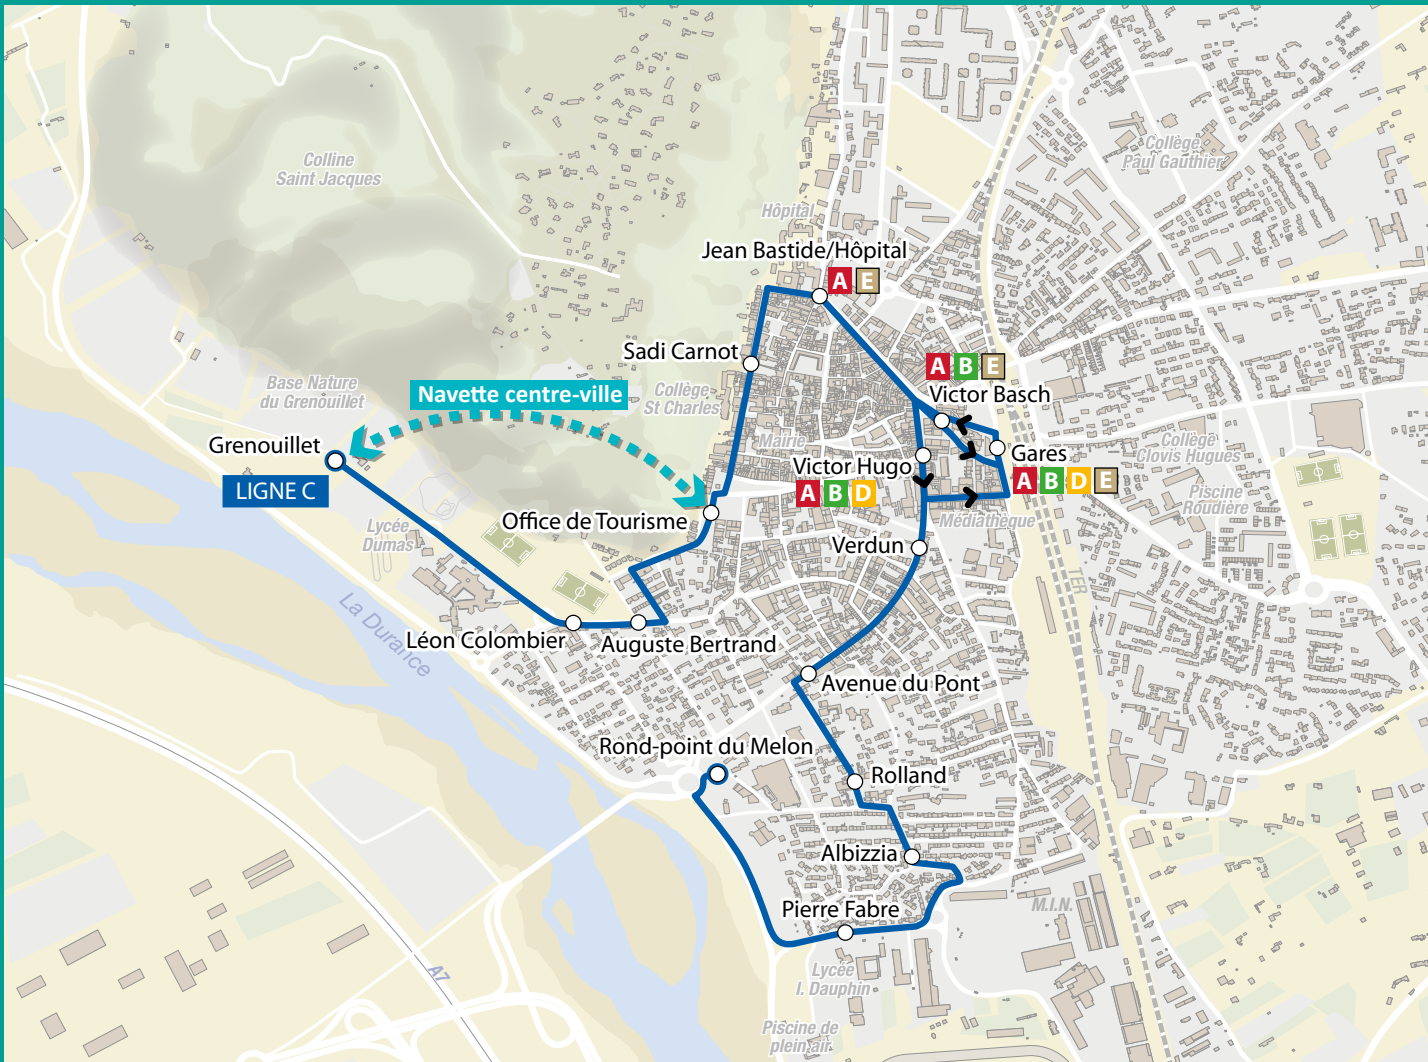 Colline
Saint Jacques
Hôpital
Collège
Paul Gauthier
Jean Bastide/Hôpital
A E
Sadi Carnot
A B E
Victor Basch
Base Nature
du Grenouillet
Navette centre-ville
Collège
St Charles
Mairie
Grenouillet
LIGNE C
Victor Hugo
A B D
Gares
A B D E
Collège
Clovis Hugues
Piscine
Roudière
Office de Tourisme
Médiathèque
Lycée
Dumas
Verdun
TER
La Durance
Léon Colombier
Auguste Bertrand
Avenue du Pont
Rond-point du Melon
Rolland
Albizzia
Pierre Fabre
M.I.N.
A7
Lycée
I. Dauphin
Piscine de
plein air